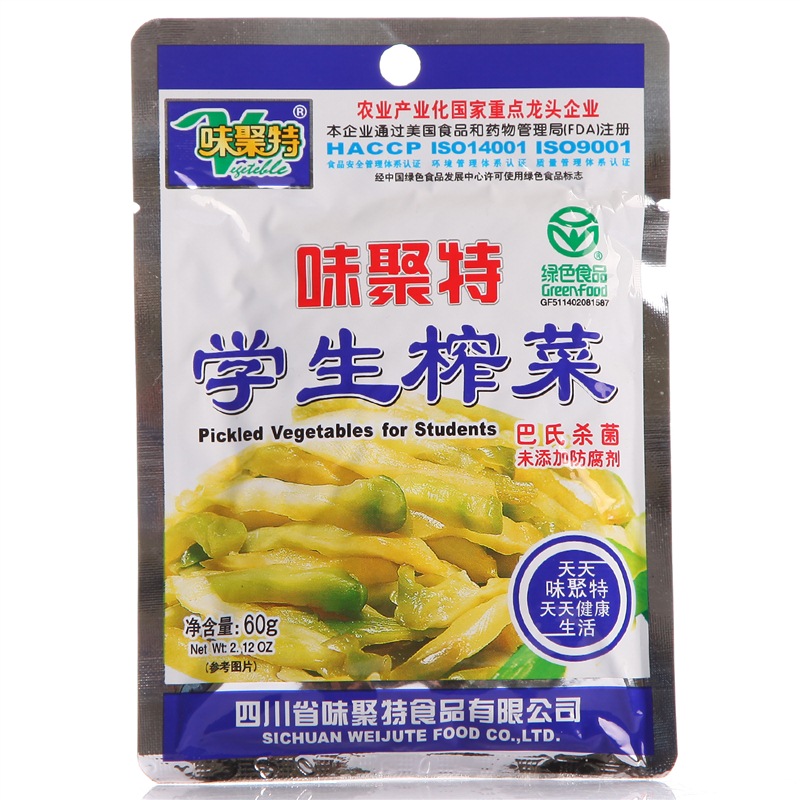 农业产业化国家重点龙头企业
本企业通过美国食品和药物管理局(FDA)注册
HACCP ISO14001 ISO9001
食品安全管理体系认证 环境管理体系认证 质量管理体系认证
经中国绿色食品发展中心许可使用绿色食品标志
味聚特®
Vegetable
®
绿色食品
Greenfood
GF511402081587
味聚特
学生榨菜
Pickled Vegetables for Students
巴氏杀菌
未添加防腐剂
天天
味聚特
天天健康
生活
净含量:60g
Net Wt: 2.12 OZ
(参考图片)
四川省味聚特食品有限公司
SICHUAN WEIJUTE FOOD CO.,LTD.